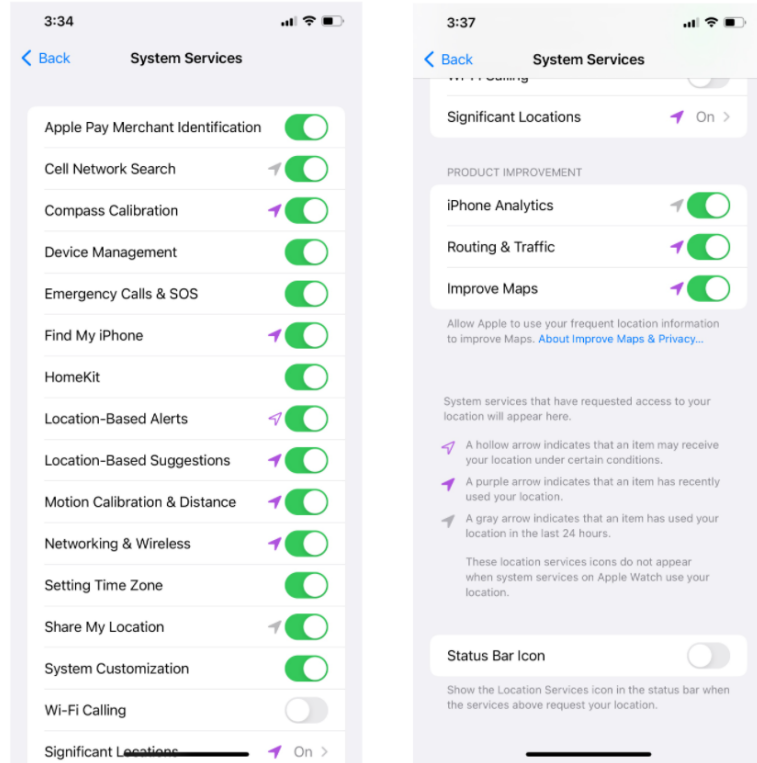 3:34
Back System Services
Apple Pay Merchant Identification
Cell Network Search
Compass Calibration
Device Management
Emergency Calls & SOS
Find My iPhone
HomeKit
Location-Based Alerts
Location-Based Suggestions
Motion Calibration & Distance
Networking & Wireless
Setting Time Zone
Share My Location
System Customization
Wi-Fi Calling
Significant Locations On
3:37
Back System Services
Wi-Fi Calling
Significant Locations On
PRODUCT IMPROVEMENT
iPhone Analytics
Routing & Traffic
Improve Maps
Allow Apple to use your frequent location information
to improve Maps. About Improve Maps & Privacy...
System services that have requested access to your
location will appear here.
A hollow arrow indicates that an item may receive
your location under certain conditions.
A purple arrow indicates that an item has recently
used your location.
A gray arrow indicates that an item has used your
location in the last 24 hours.
These location services icons do not appear
when system services on Apple Watch use your
location.
Status Bar Icon
Show the Location Services icon in the status bar when
the services above request your location.